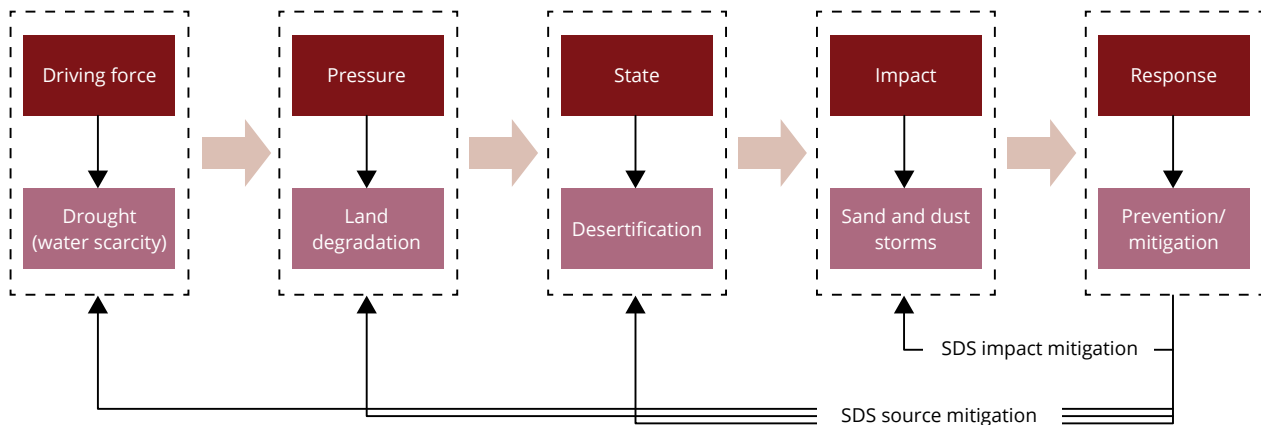 Driving force
Pressure
State
Impact
Response
Drought
(water scarcity)
Land
degradation
Desertification
Sand and dust
storms
Prevention/
mitigation
SDS impact mitigation
SDS source mitigation